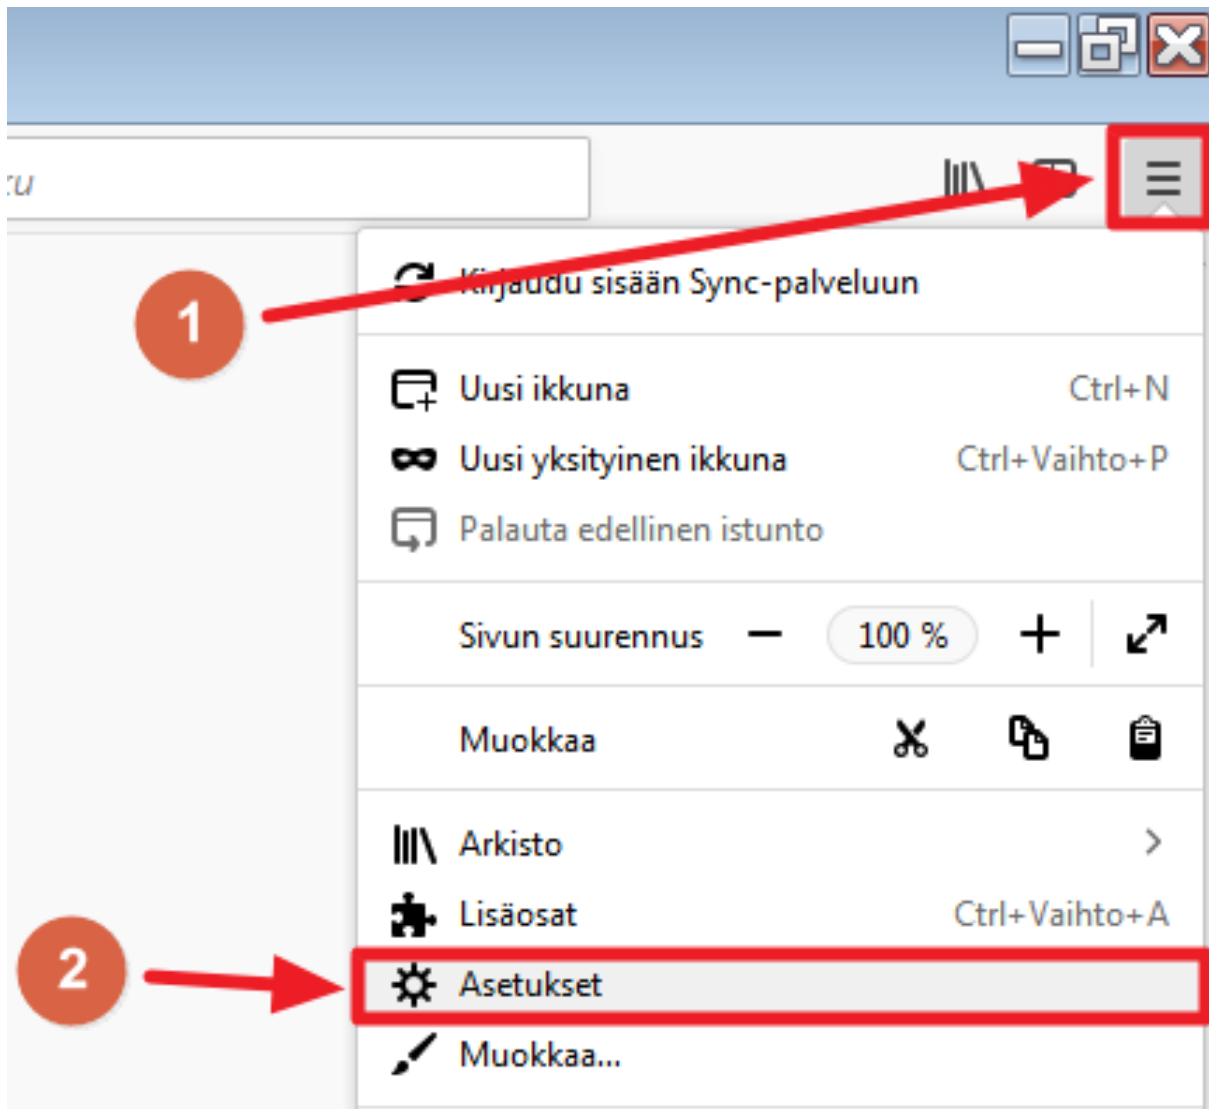 1
Kirjaudu sisään Sync-palveluun
Uusi ikkuna Ctrl+N
Uusi yksityinen ikkuna Ctrl+Vaihto+P
Palauta edellinen istunto
Sivun suurennus − 100 % +
Muokkaa
Arkisto
Lisäosat Ctrl+Vaihto+A
2 Asetukset
Muokkaa...